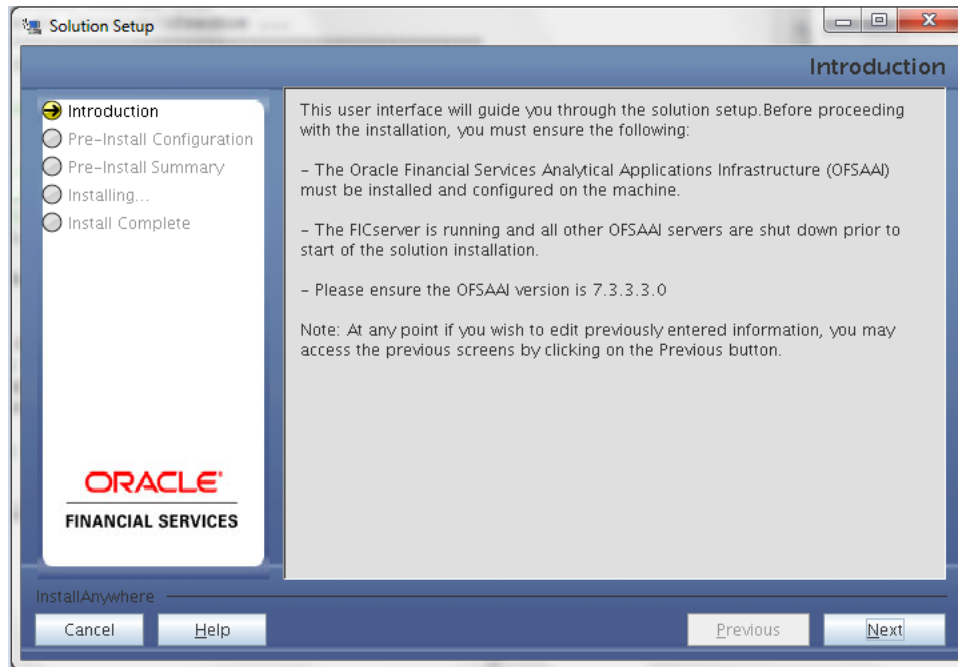 Solution Setup
Introduction
Introduction
Pre-Install Configuration
Pre-Install Summary
Installing...
Install Complete
ORACLE®
FINANCIAL SERVICES
This user interface will guide you through the solution setup.Before proceeding
with the installation, you must ensure the following:
- The Oracle Financial Services Analytical Applications Infrastructure (OFSAAI)
must be installed and configured on the machine.
- The FICserver is running and all other OFSAAI servers are shut down prior to
start of the solution installation.
- Please ensure the OFSAAI version is 7.3.3.3.0
Note: At any point if you wish to edit previously entered information, you may
access the previous screens by clicking on the Previous button.
InstallAnywhere
Cancel
Help
Previous
Next